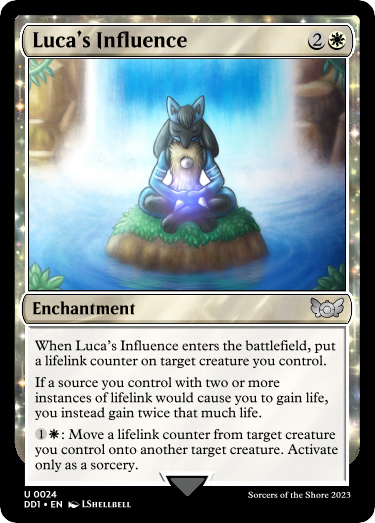 Luca's Influence 2
Enchantment
When Luca's Influence enters the battlefield, put
a lifelink counter on target creature you control.
If a source you control with two or more
instances of lifelink would cause you to gain life,
you instead gain twice that much life.
1 : Move a lifelink counter from target creature
you control onto another target creature. Activate
only as a sorcery.
U 0024
DD1 • EN LShellbell
Sorcers of the Shore 2023